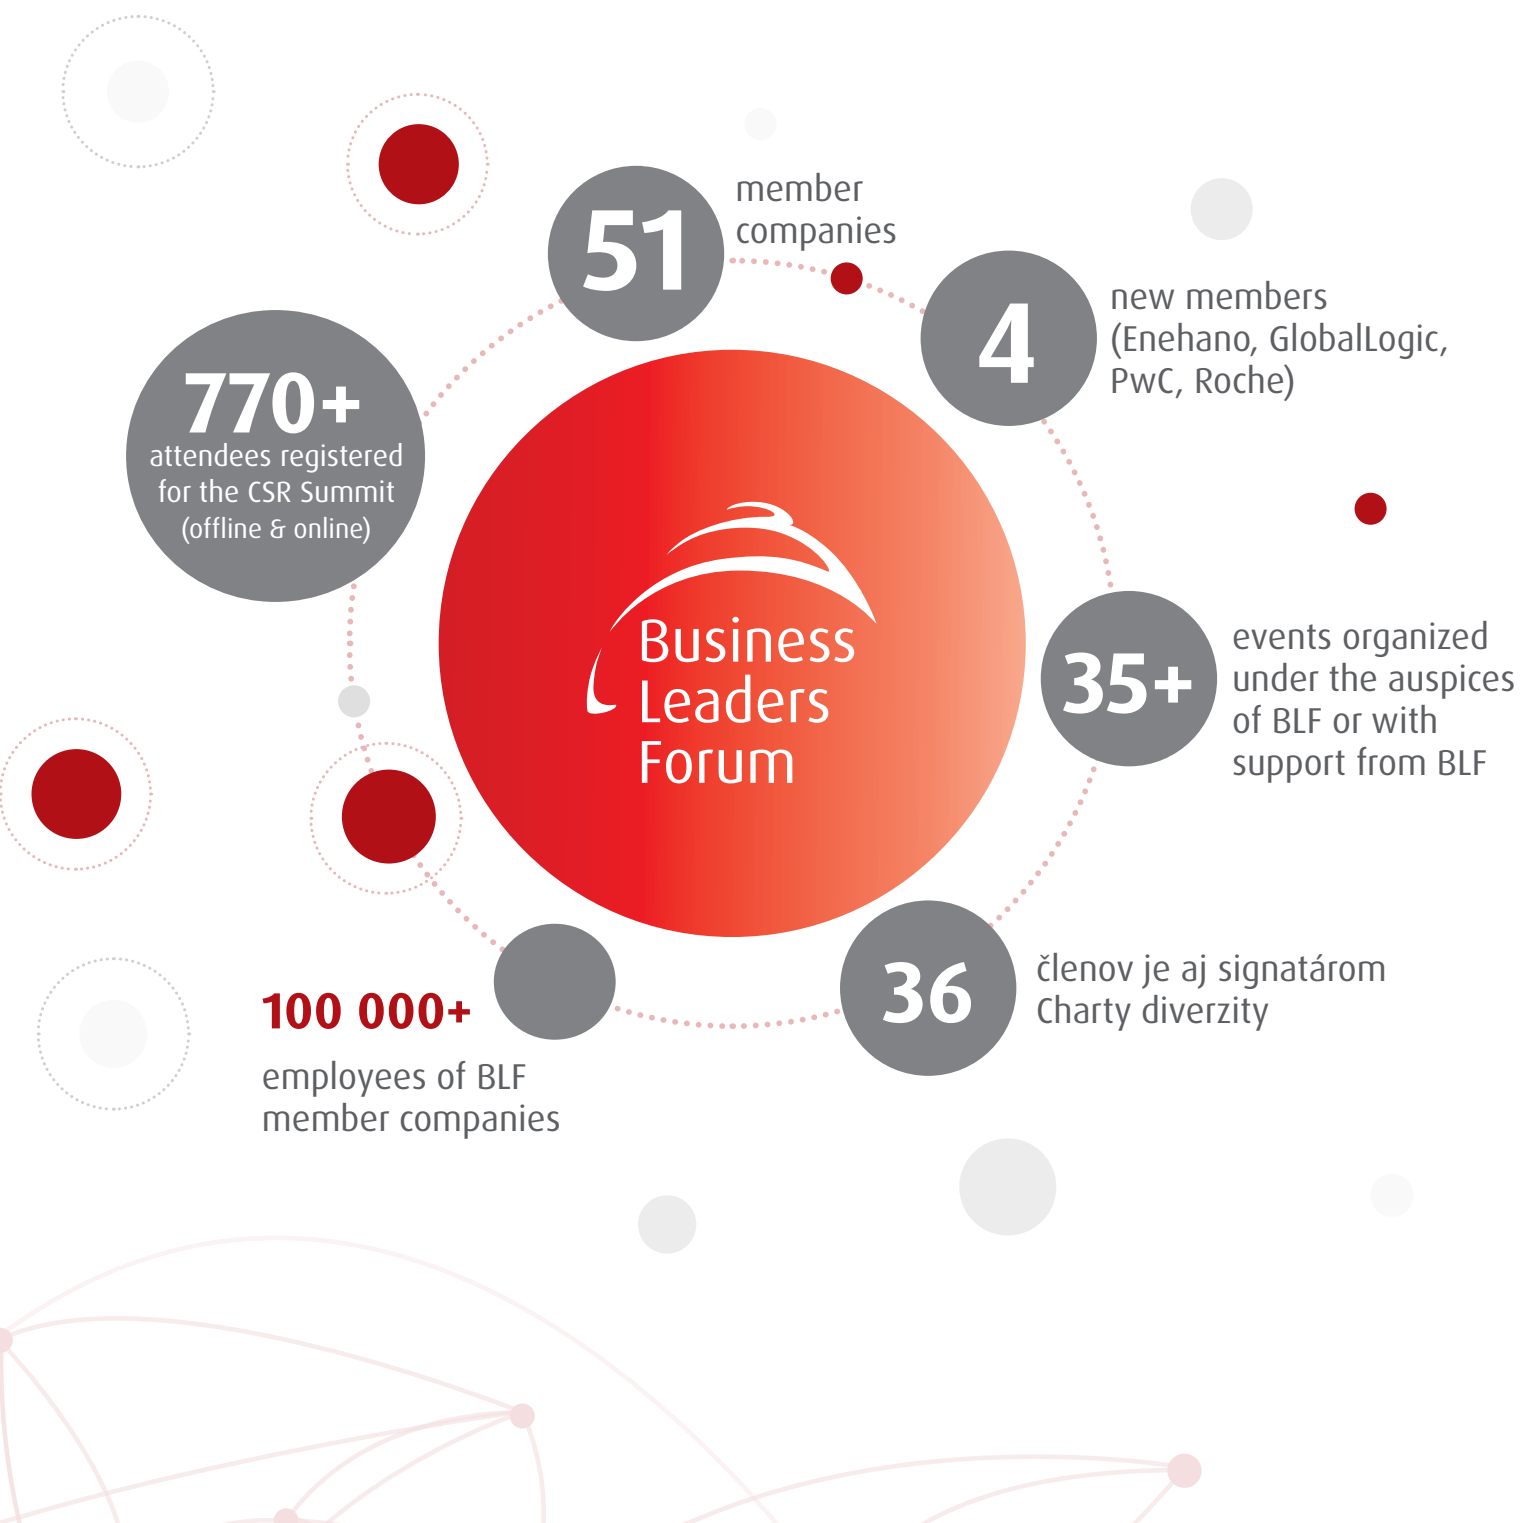 51
member
companies
4
new members
(Enehano, GlobalLogic,
PwC, Roche)
770+
attendees registered
for the CSR Summit
(offline & online)
Business
Leaders
Forum
35+
events organized
under the auspices
of BLF or with
support from BLF
36
členov je aj signatárom
Charty diverzity
100 000+
employees of BLF
member companies